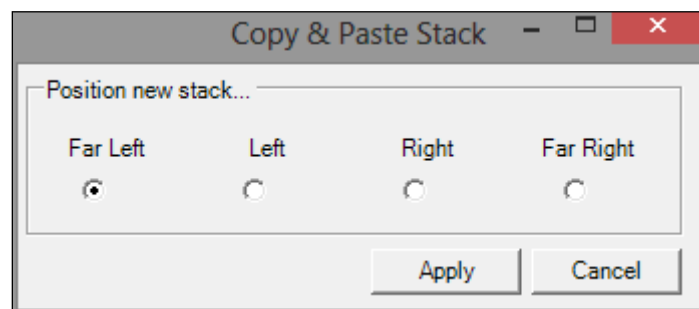 Copy & Paste Stack
Position new stack...
Far Left Left Right Far Right
Apply Cancel